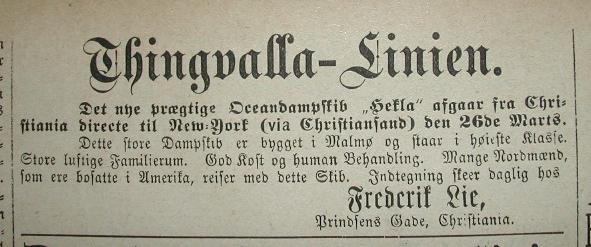 Thingvalla-Linien.
Det nye prægtige Oceandampskib „Hekla“ afgaar fra Chri-
stiania directe til New-York (via Christiansand) den 26de Marts.
Dette store Dampskib er bygget i Malmø og staar i høieste Klasse.
Store luftige Familierum. God Kost og human Behandling. Mange Nordmænd,
som ere bosatte i Amerika, reiser med dette Skib. Indtegning skeer daglig hos
Frederik Lie,
Prindsens Gade, Christiania.